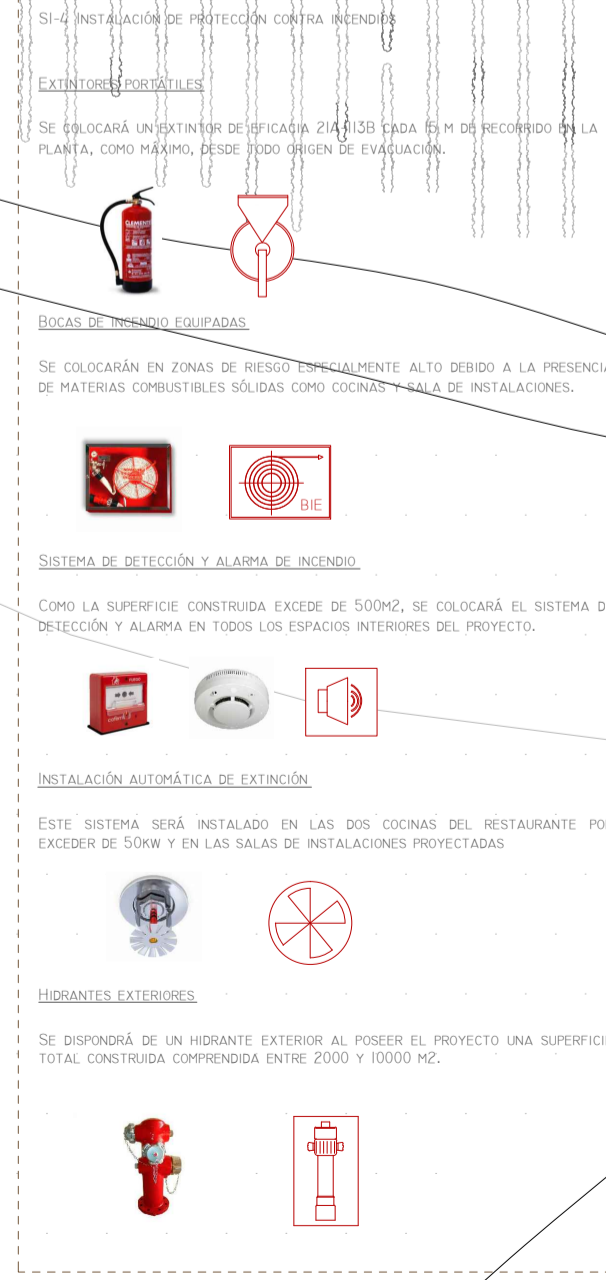 SI-4 Instalación de protección contra incendios
Extintores portátiles
Se colocará un extintor de eficacia 21A-113B cada 15 m de recorrido en la
planta, como máximo, desde todo origen de evacuación.
CLEMENTE
Bocas de incendio equipadas
Se colocarán en zonas de riesgo especialmente alto debido a la presencia
de materias combustibles sólidas como cocinas y sala de instalaciones.
BIE
Sistema de detección y alarma de incendio
Como la superficie construida excede de 500m2, se colocará el sistema d
detección y alarma en todos los espacios interiores del proyecto.
Instalación automática de extinción
Este sistema será instalado en las dos cocinas del restaurante por
exceder de 50kw y en las salas de instalaciones proyectadas
Hidrantes exteriores
Se dispondrá de un hidrante exterior al poseer el proyecto una superficie
total construida comprendida entre 2000 y 10000 m2.